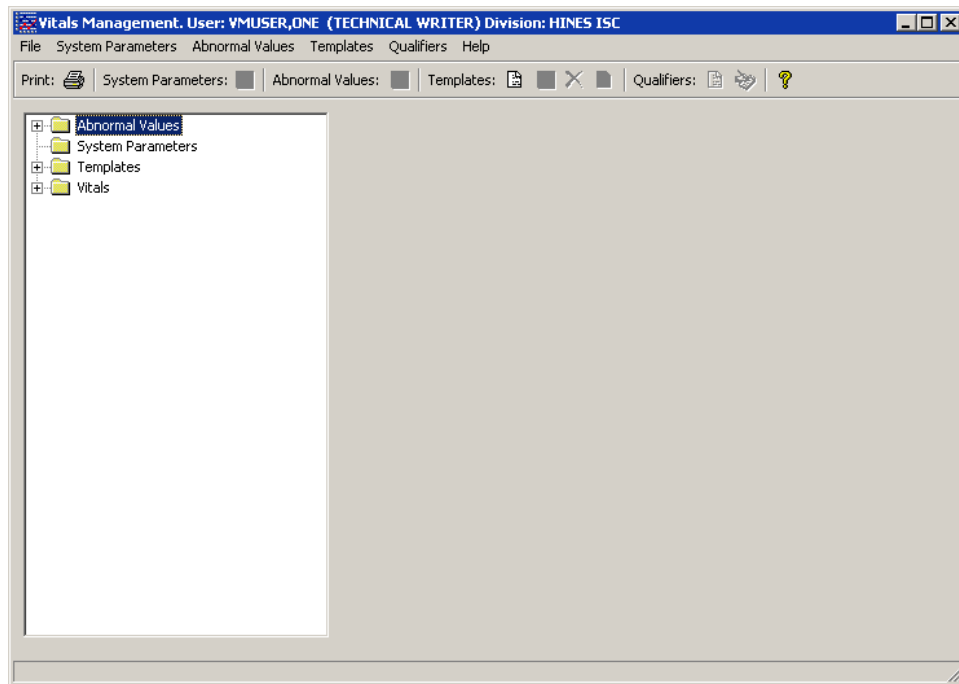 Vitals Management. User: VMUSER,ONE (TECHNICAL WRITER) Division: HINES ISC
File System Parameters Abnormal Values Templates Qualifiers Help
Print: System Parameters: Abnormal Values: Templates: Qualifiers:
Abnormal Values
System Parameters
Templates
Vitals